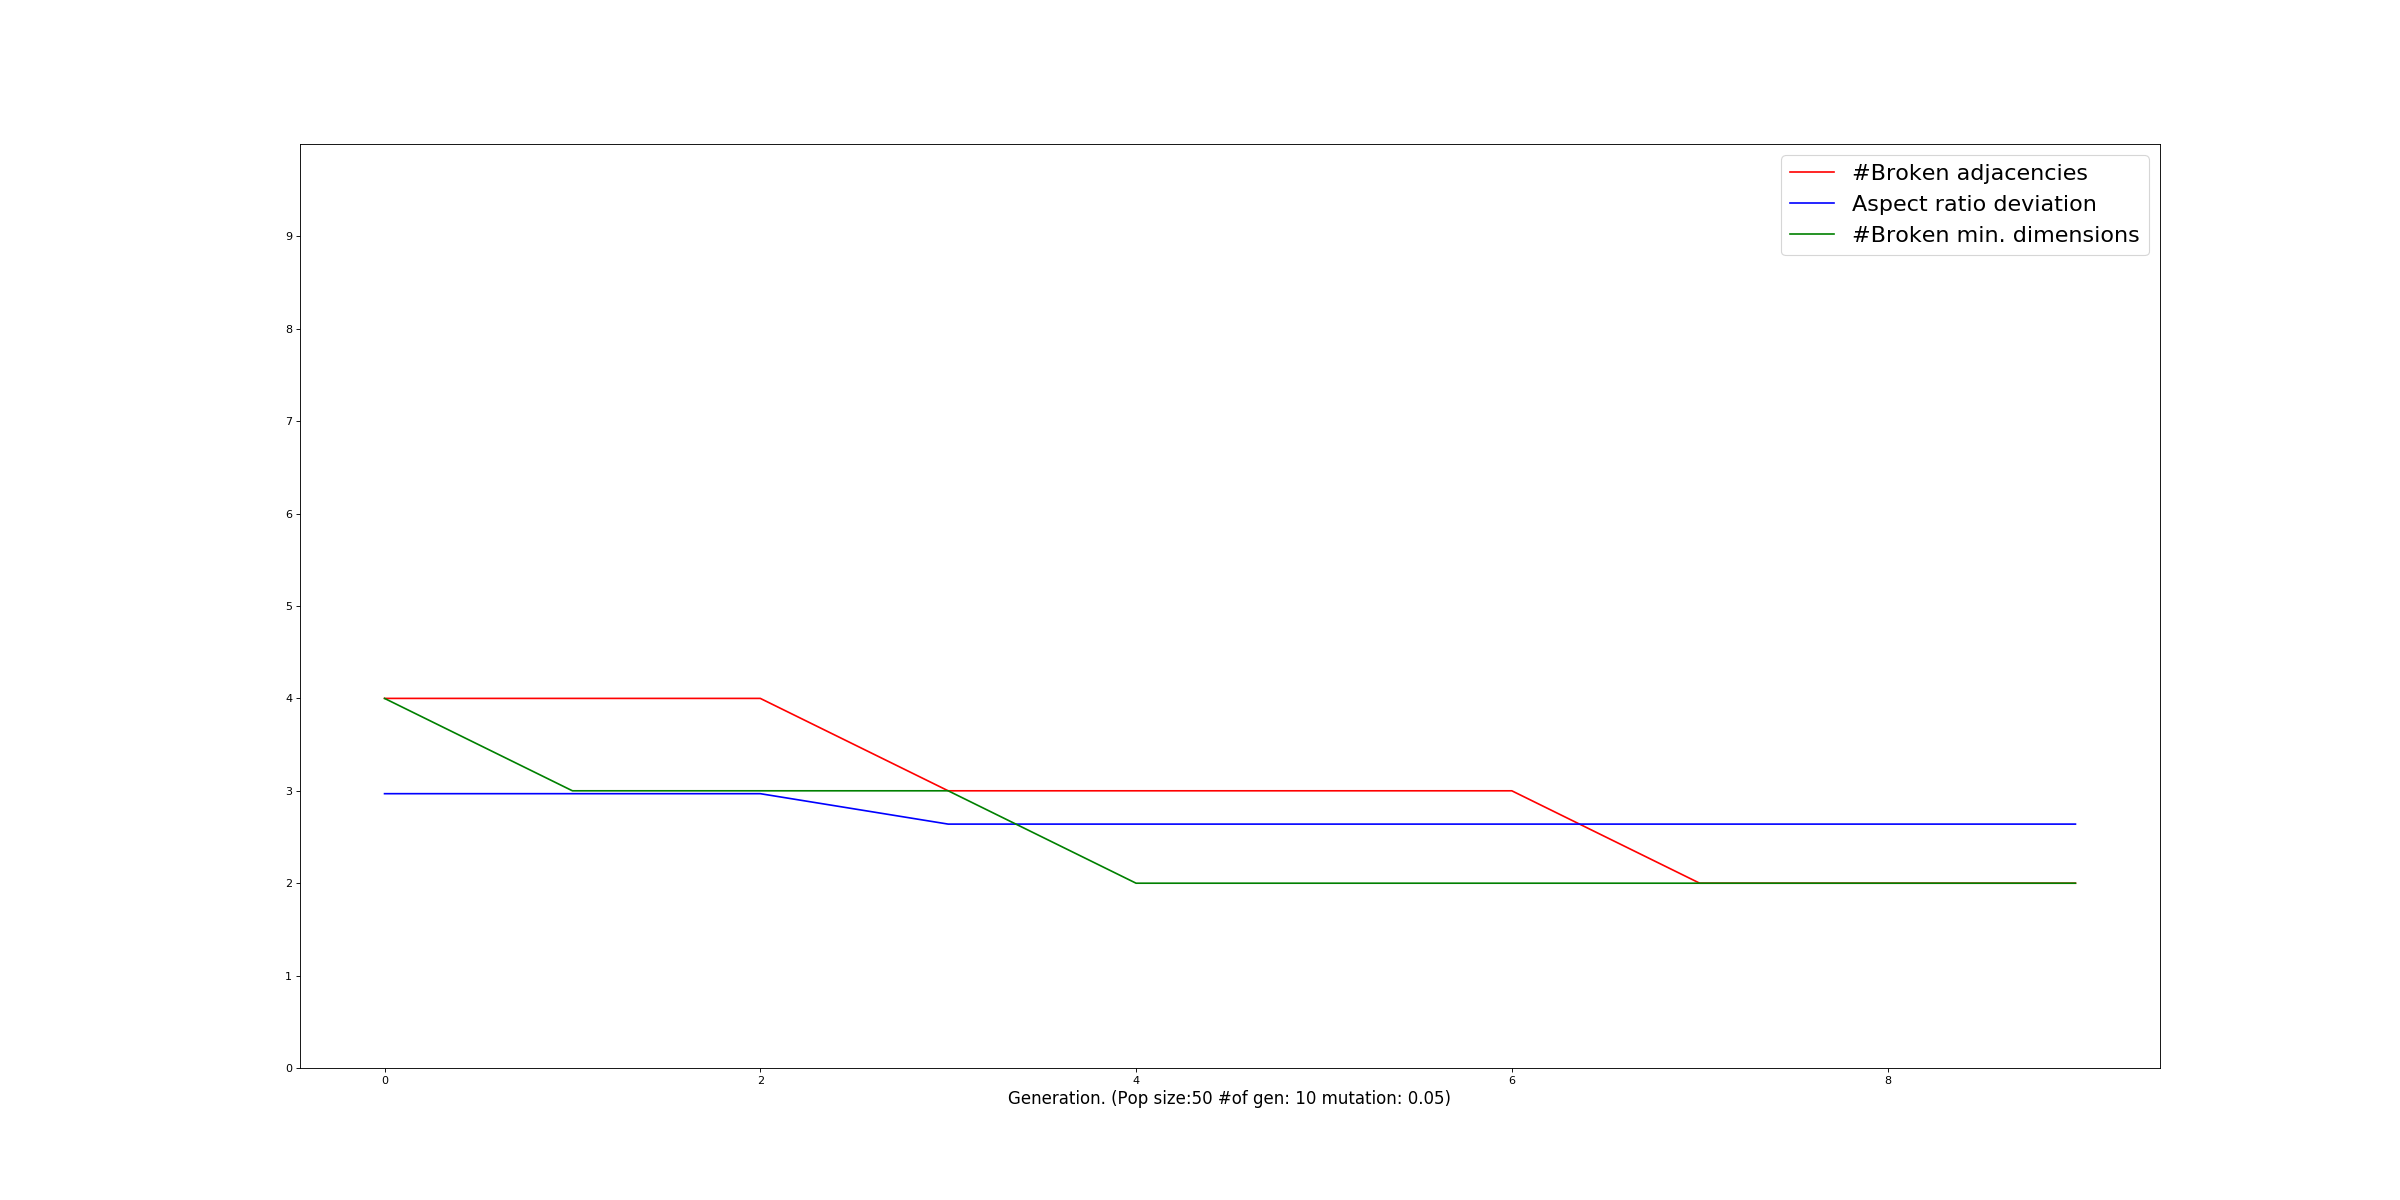 #Broken adjacencies
Aspect ratio deviation
#Broken min. dimensions
9
8
7
6
5
4
3
2
1
0
0 2 4 6 8
Generation. (Pop size:50 #of gen: 10 mutation: 0.05)